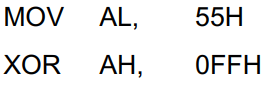 MOV AL, 55H
XOR AH, 0FFH